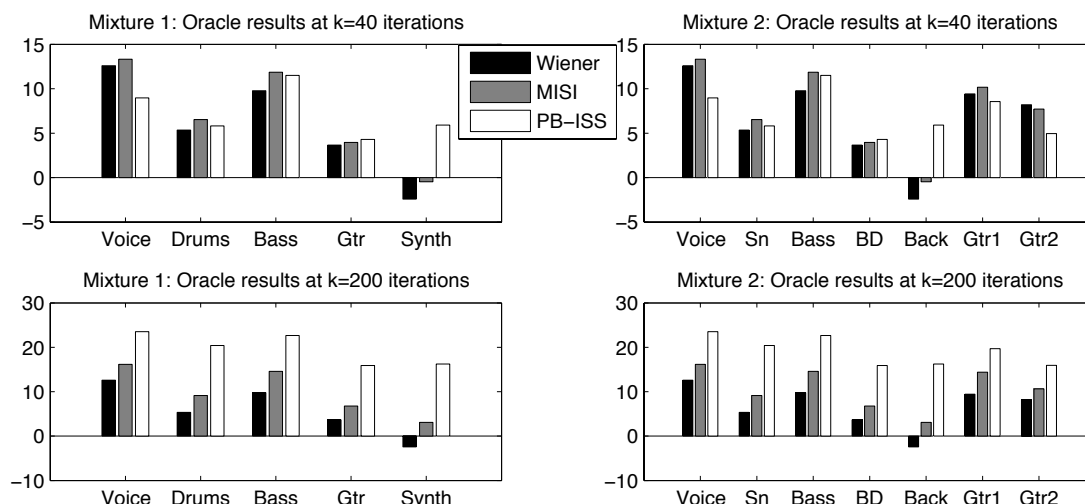 Mixture 1: Oracle results at k=40 iterations
15
10
5
0
−5
Voice Drums Bass Gtr Synth
Wiener
MISI
PB−ISS
Mixture 2: Oracle results at k=40 iterations
15
10
5
0
−5
Voice Sn Bass BD Back Gtr1 Gtr2
Mixture 1: Oracle results at k=200 iterations
30
20
10
0
−10
Voice Drums Bass Gtr Synth
Mixture 2: Oracle results at k=200 iterations
30
20
10
0
−10
Voice Sn Bass BD Back Gtr1 Gtr2